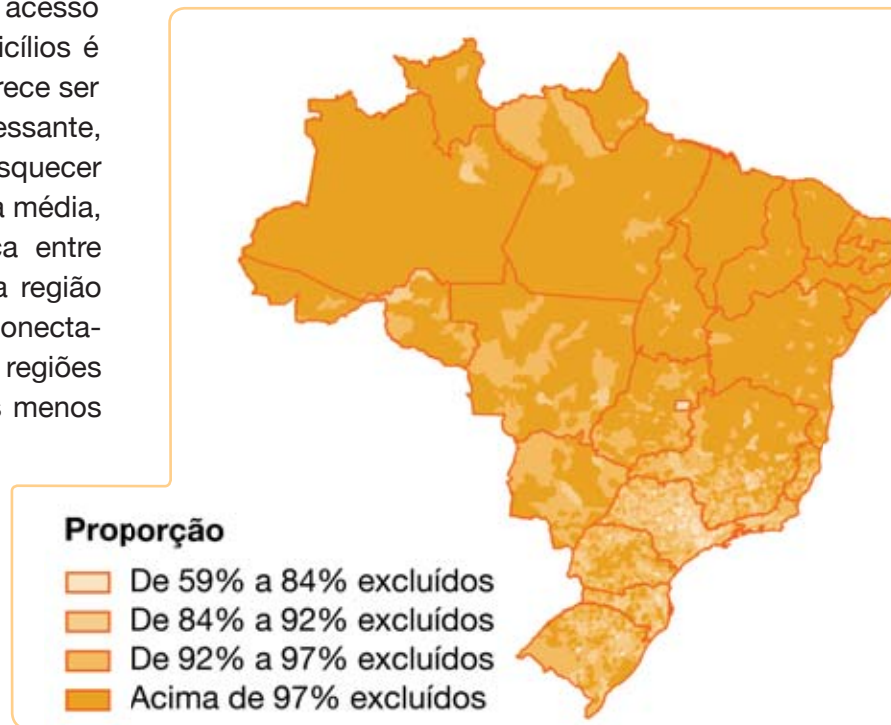 acesso
icílios é
rece ser
essante,
squecer
a média,
ça entre
a região
onecta-
regiões
s menos
Proporção
De 59% a 84% excluídos
De 84% a 92% excluídos
De 92% a 97% excluídos
Acima de 97% excluídos